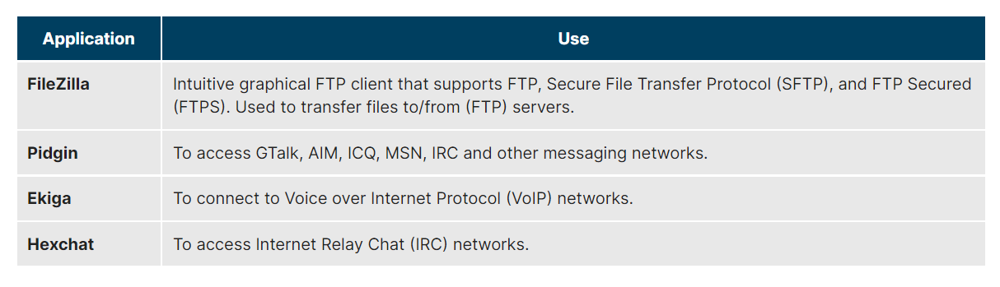 Application Use
FileZilla Intuitive graphical FTP client that supports FTP, Secure File Transfer Protocol (SFTP), and FTP Secured
(FTPS). Used to transfer files to/from (FTP) servers.
Pidgin To access GTalk, AIM, ICQ, MSN, IRC and other messaging networks.
Ekiga To connect to Voice over Internet Protocol (VoIP) networks.
Hexchat To access Internet Relay Chat (IRC) networks.